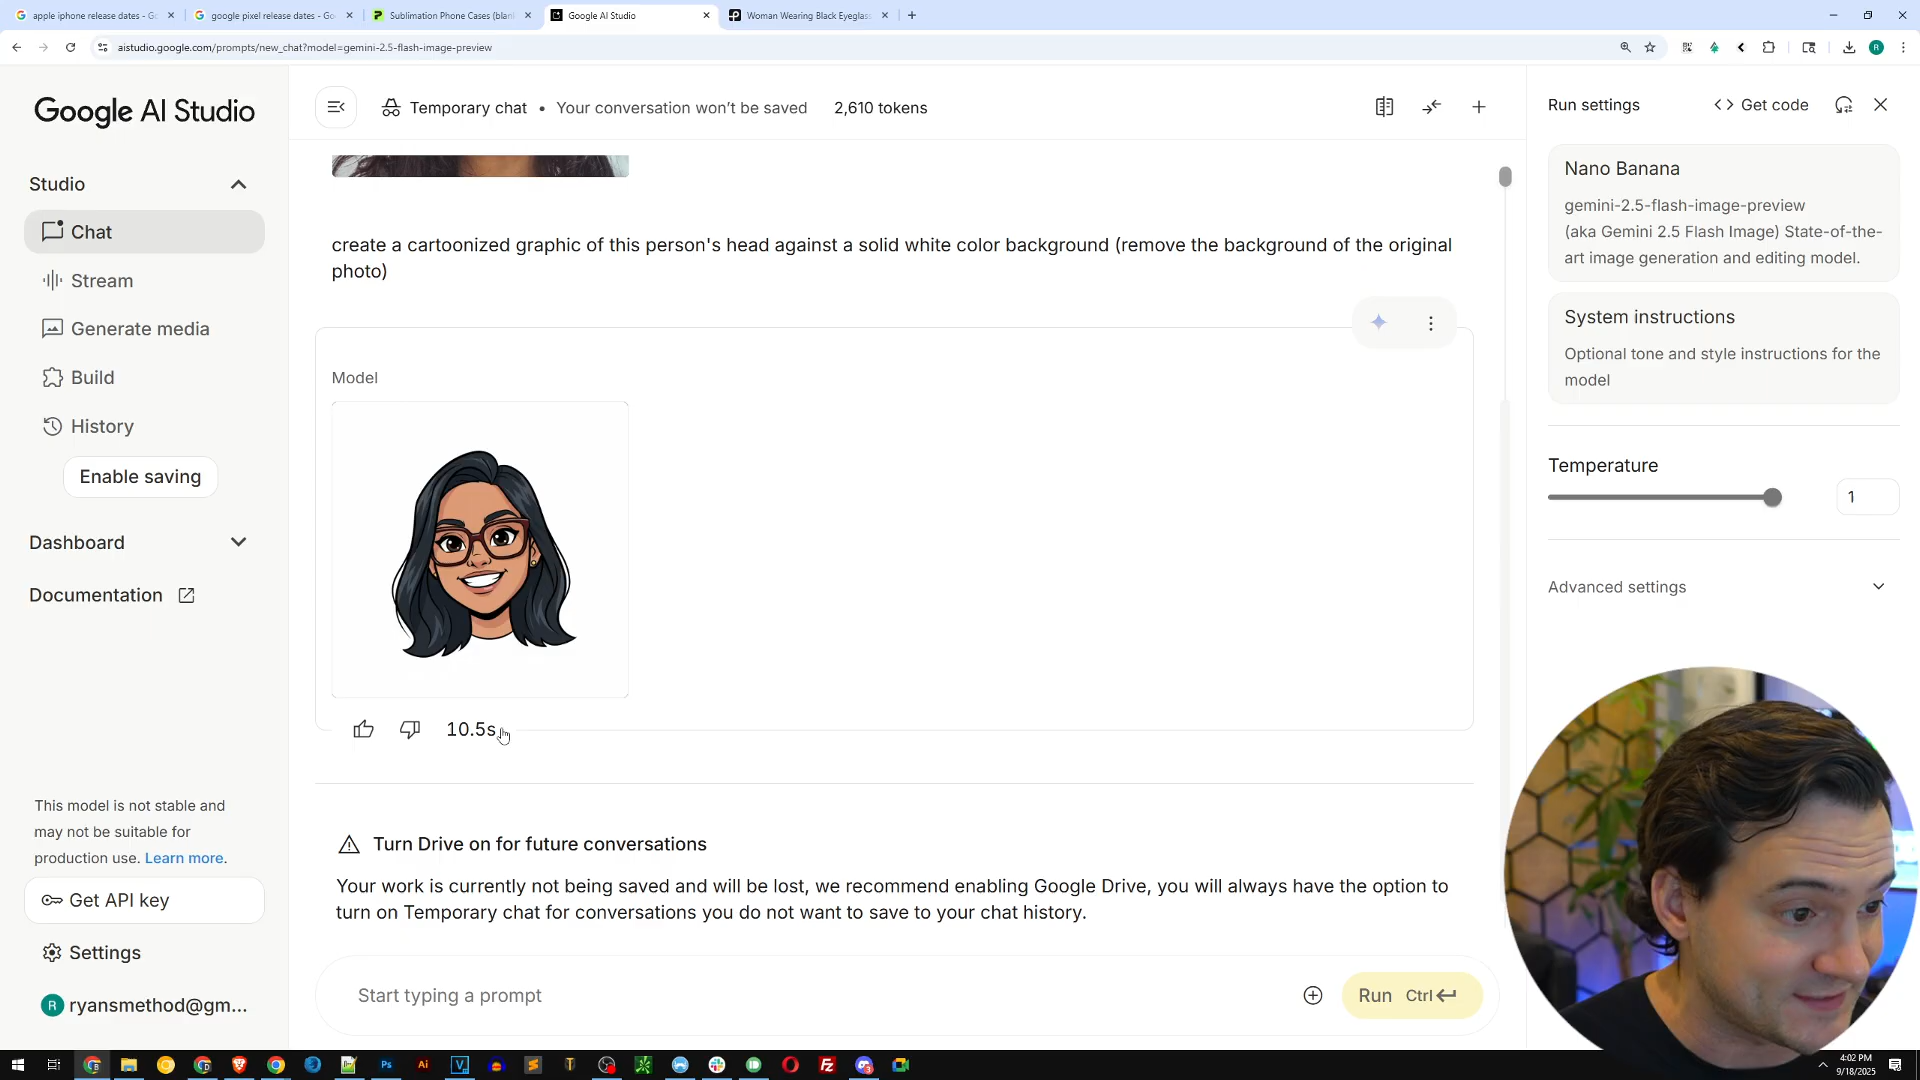 apple iphone release dates - Go
google pixel release dates - Go
Sublimation Phone Cases (blan
Google AI Studio
Woman Wearing Black Eyeglass
aistudio.google.com/prompts/new_chat?model=gemini-2.5-flash-image-preview
Google AI Studio
Studio
Chat
Stream
Generate media
Build
History
Enable saving
Dashboard
Documentation
This model is not stable and
may not be suitable for
production use. Learn more.
Get API key
Settings
R ryansmethod@gm...
Temporary chat • Your conversation won't be saved 2,610 tokens
create a cartoonized graphic of this person's head against a solid white color background (remove the background of the original
photo)
Model
10.5s
Turn Drive on for future conversations
Your work is currently not being saved and will be lost, we recommend enabling Google Drive, you will always have the option to
turn on Temporary chat for conversations you do not want to save to your chat history.
Start typing a prompt
Run Ctrl
Run settings
Get code
Nano Banana
gemini-2.5-flash-image-preview
(aka Gemini 2.5 Flash Image) State-of-the-
art image generation and editing model.
System instructions
Optional tone and style instructions for the
model
Temperature
1
Advanced settings
4:02 PM
9/18/2025